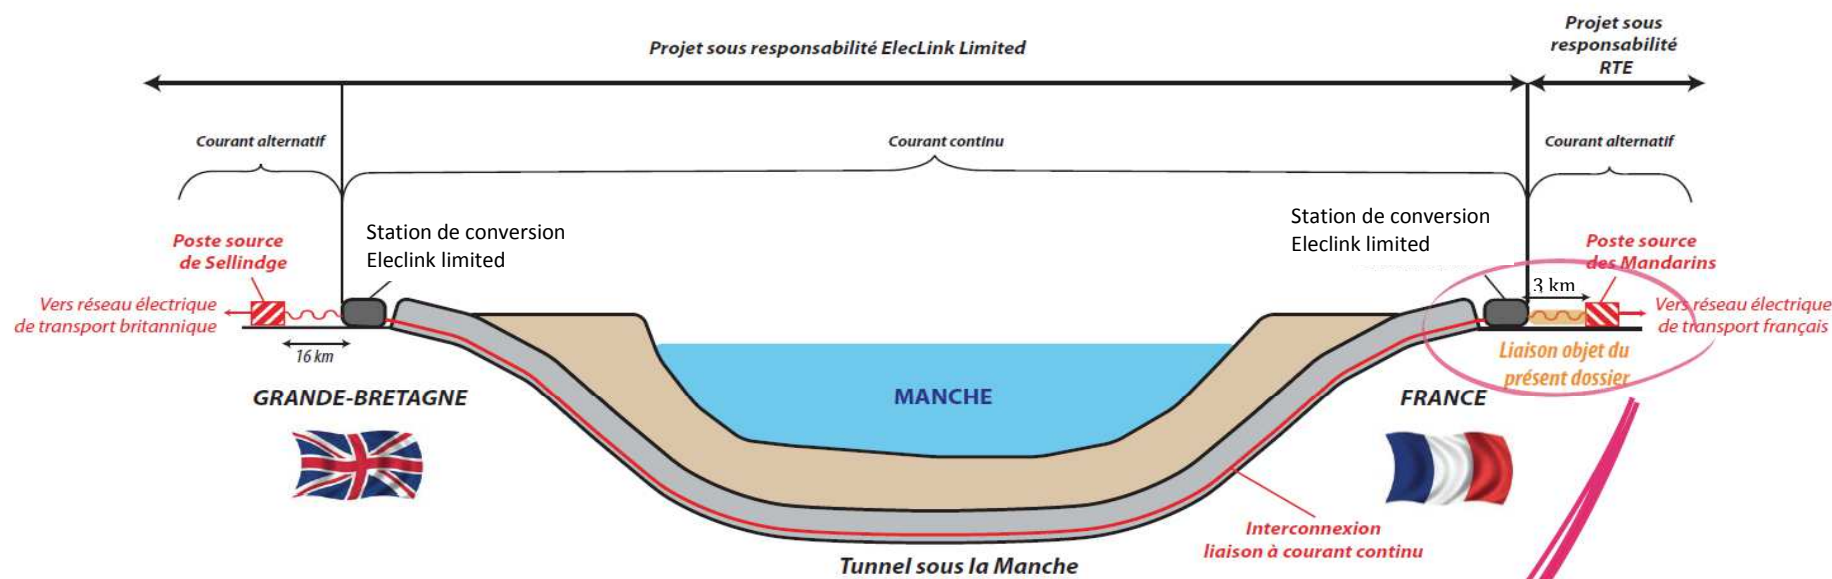 Projet sous responsabilité ElecLink Limited
Projet sous
responsabilité
RTE
Courant alternatif
Courant continu
Courant alternatif
Poste source
de Sellindge
Station de conversion
Eleclink limited
Station de conversion
Eleclink limited
Poste source
des Mandarins
Vers réseau électrique
de transport britannique
3 km
Vers réseau électrique
de transport français
16 km
Liaison objet du
présent dossier
GRANDE-BRETAGNE
MANCHE
FRANCE
Interconnexion
liaison à courant continu
Tunnel sous la Manche